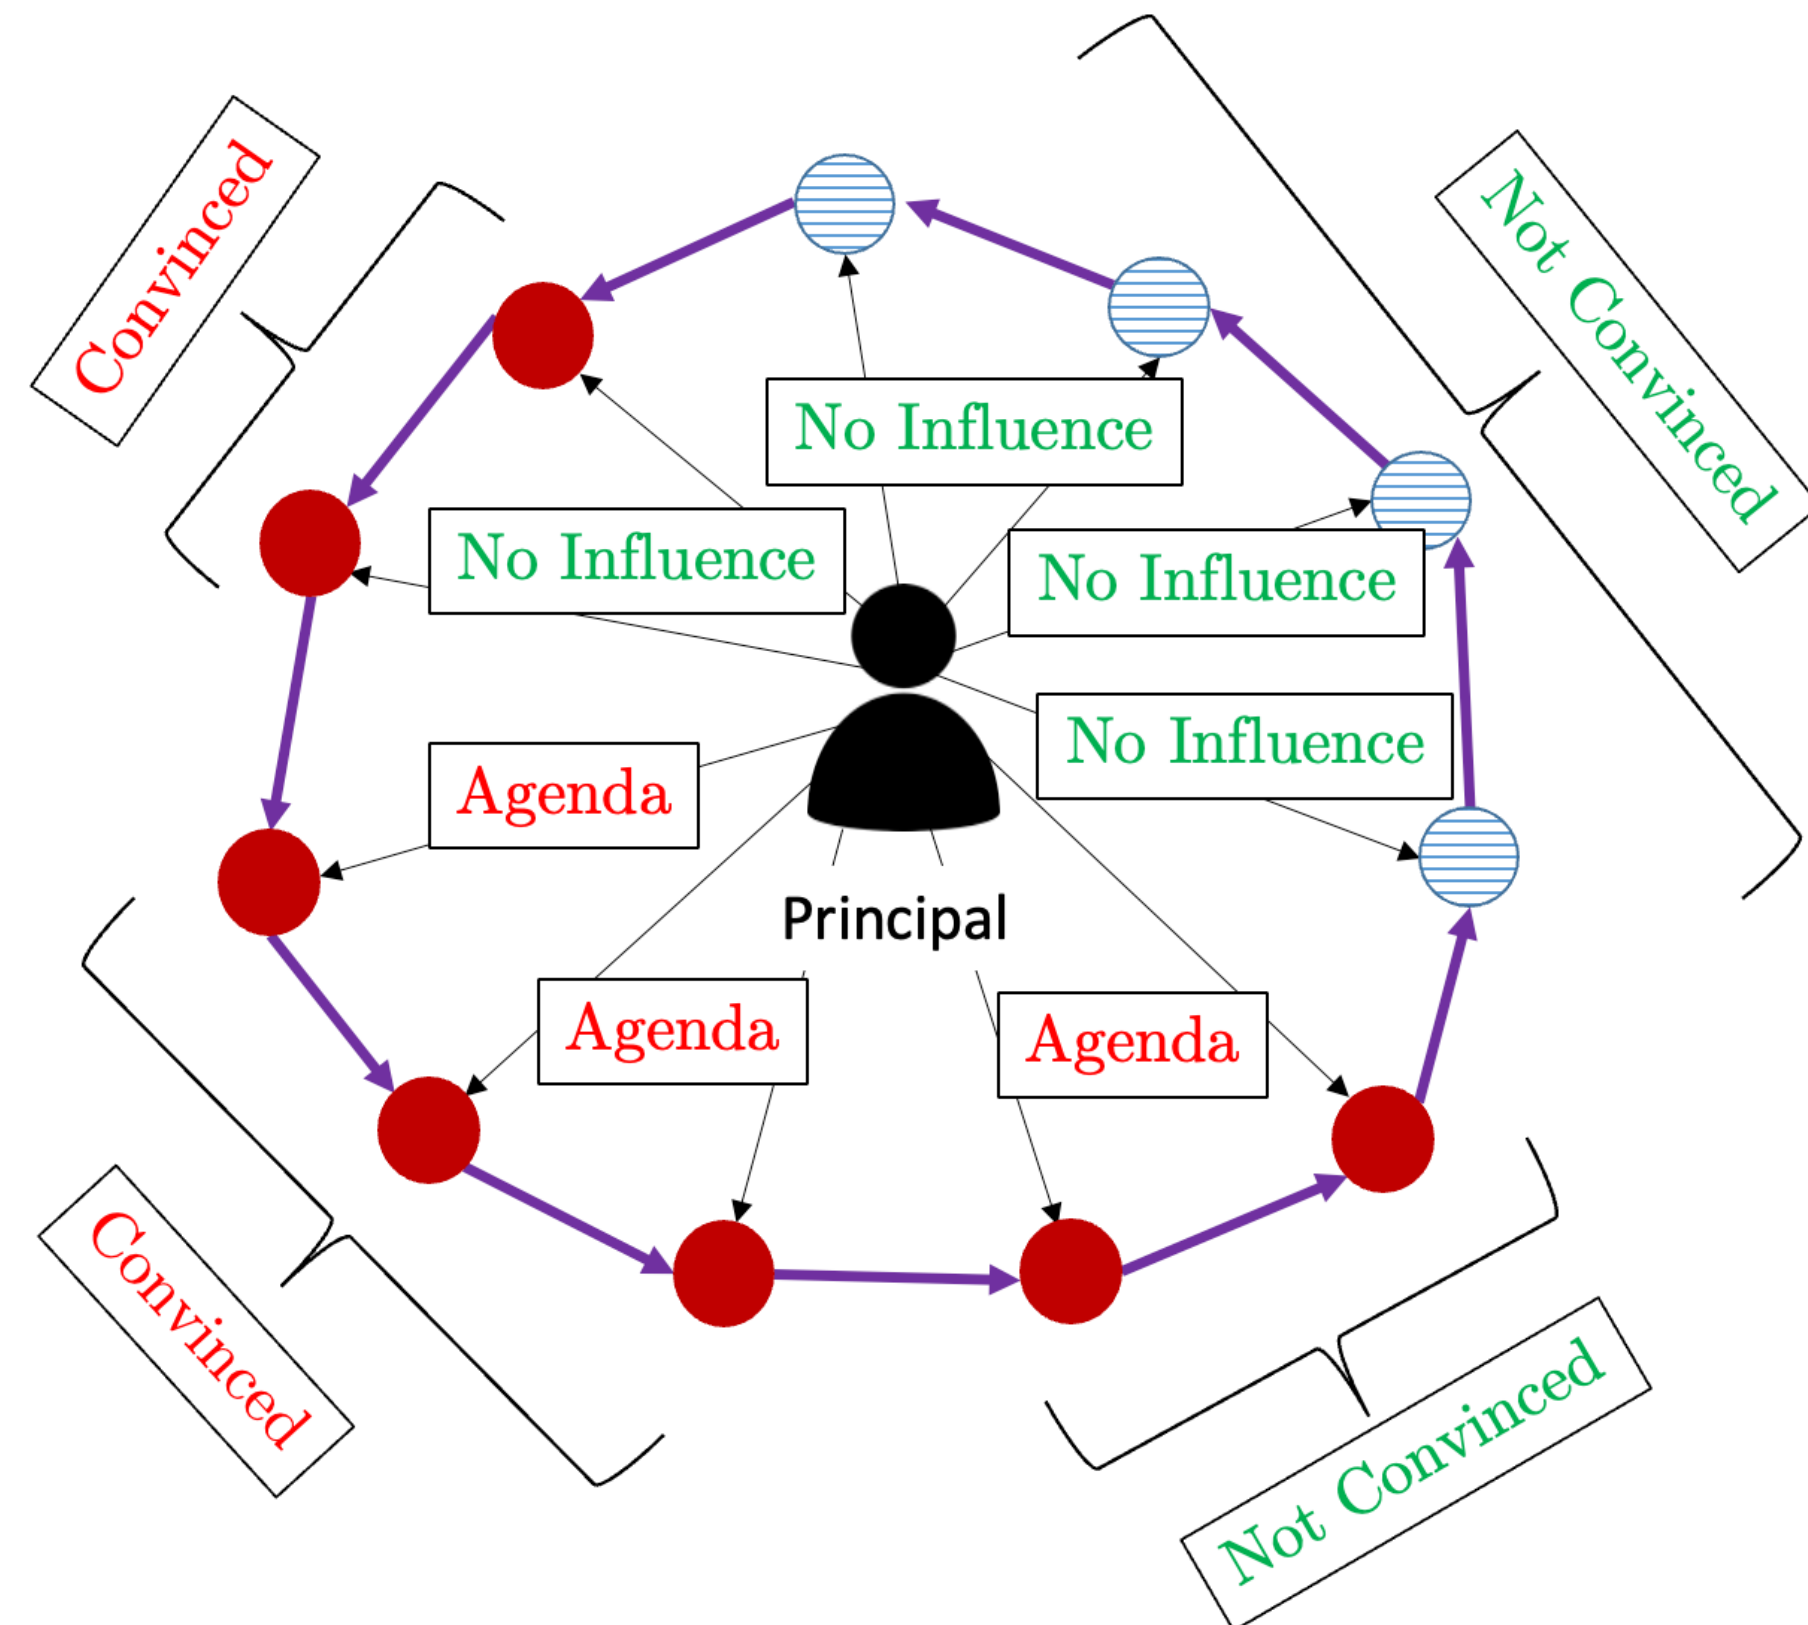 Convinced
Not Convinced
No Influence
No Influence
No Influence
No Influence
Agenda
Principal
Agenda
Agenda
Convinced
Not Convinced